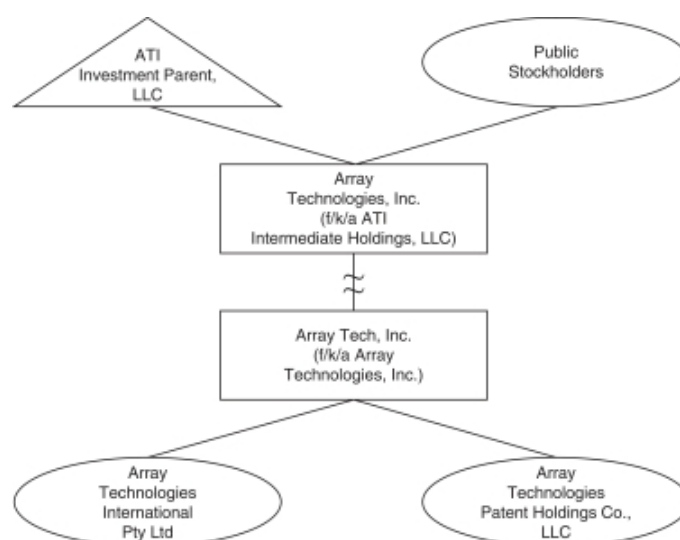 ATI
Investment Parent,
LLC
Public
Stockholders
Array
Technologies, Inc.
(f/k/a ATI
Intermediate Holdings, LLC)
Array Tech, Inc.
(f/k/a Array
Technologies, Inc.)
Array
Technologies
International
Pty Ltd
Array
Technologies
Patent Holdings Co.,
LLC